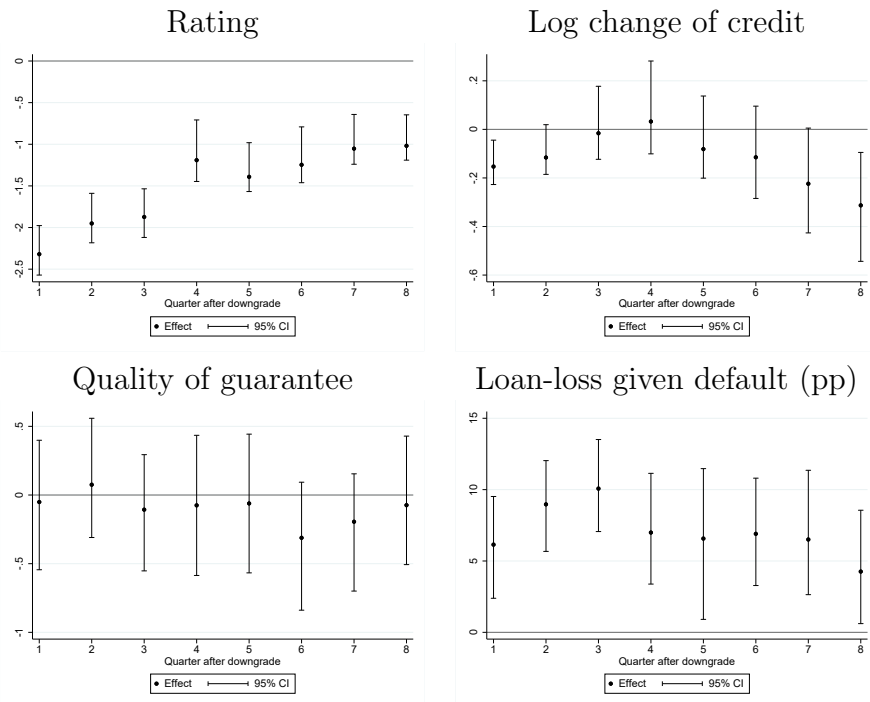 Rating
0
-.5
-1
-1.5
-2
-2.5
1 2 3 4 5 6 7 8
Quarter after downgrade
Effect 95% CI
Log change of credit
.2
0
-.2
-.4
-.6
1 2 3 4 5 6 7 8
Quarter after downgrade
Effect 95% CI
Quality of guarantee
.5
0
-.5
-1
1 2 3 4 5 6 7 8
Quarter after downgrade
Effect 95% CI
Loan-loss given default (pp)
15
10
5
0
1 2 3 4 5 6 7 8
Quarter after downgrade
Effect 95% CI